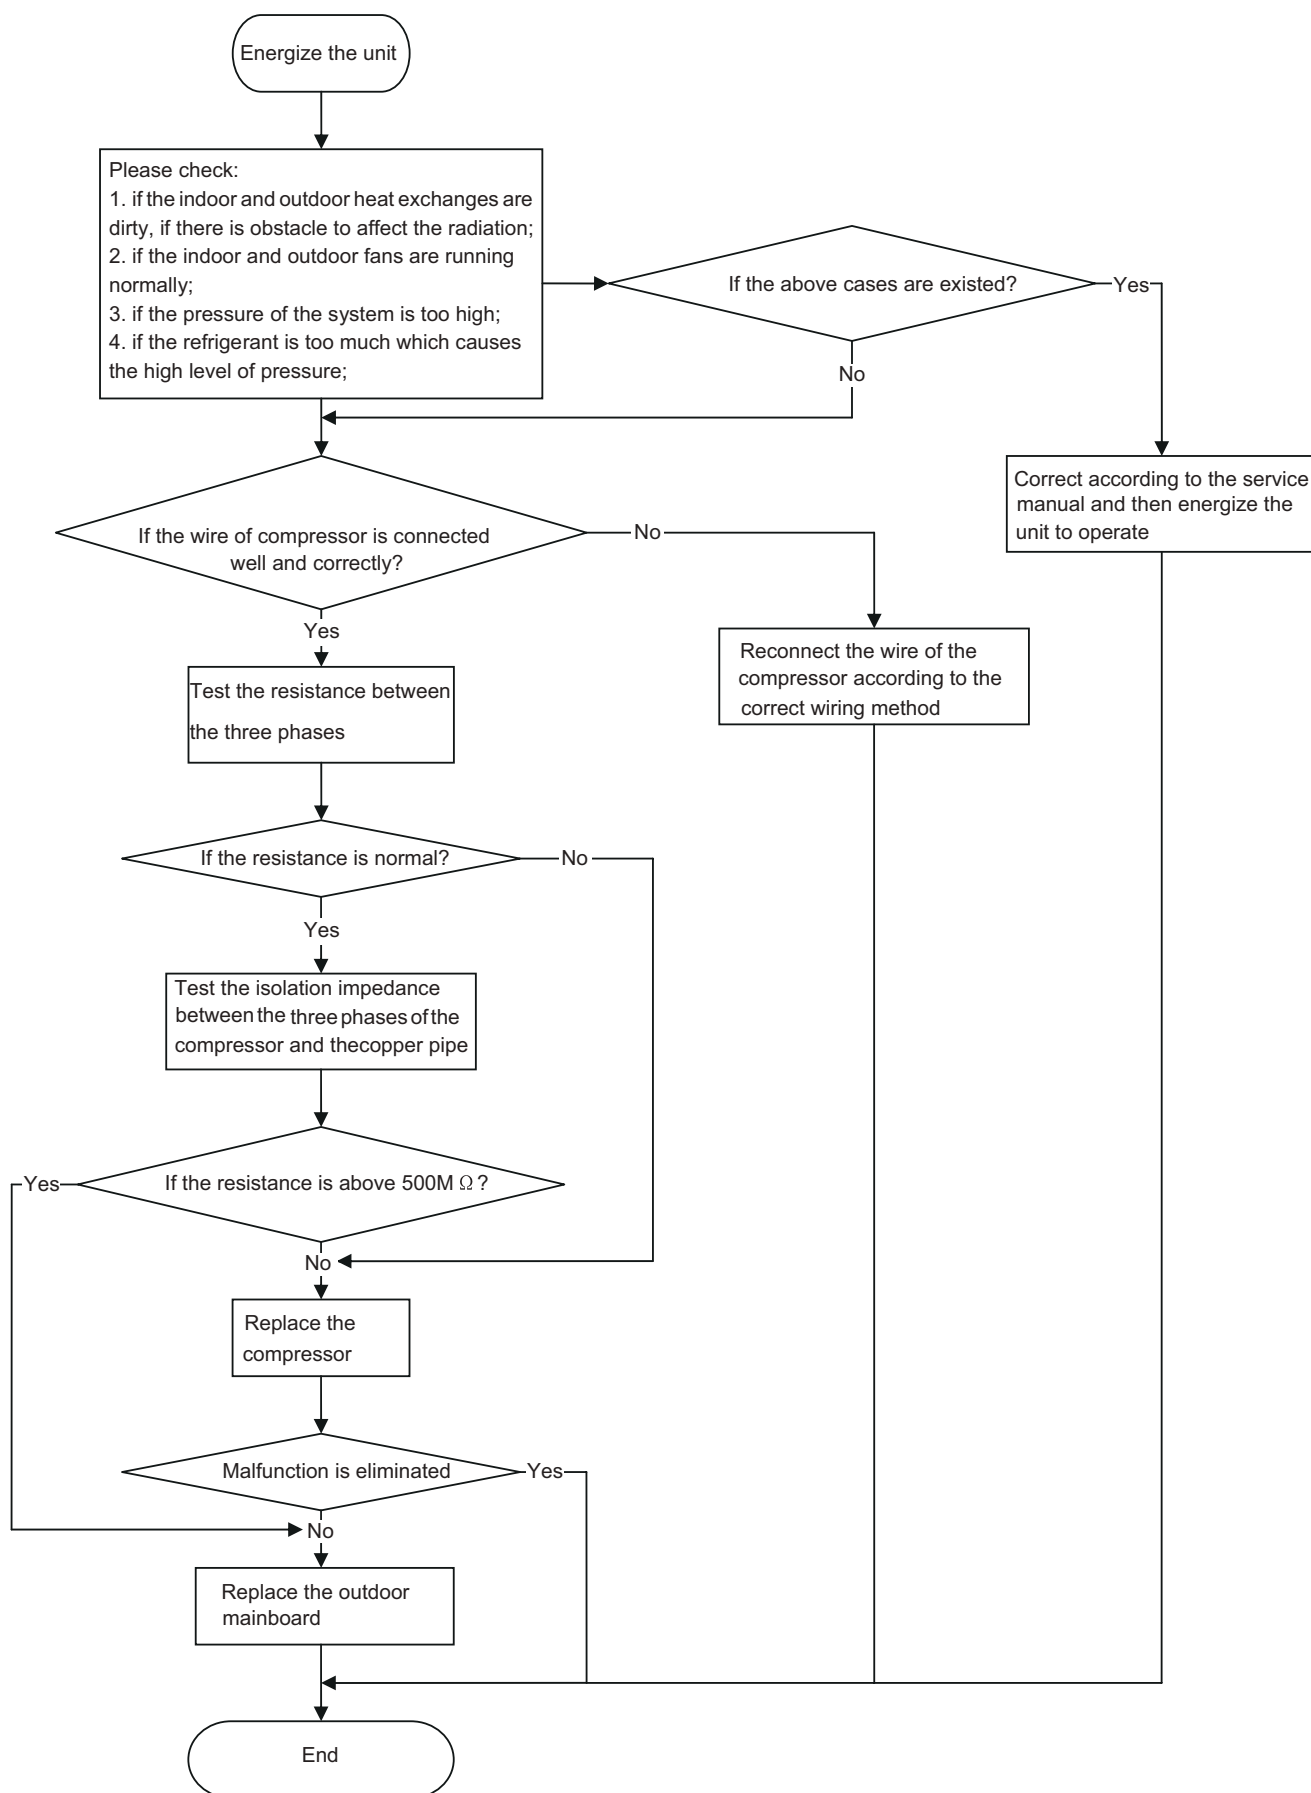 Energize the unit
Please check:
1. if the indoor and outdoor heat exchanges are
dirty, if there is obstacle to affect the radiation;
2. if the indoor and outdoor fans are running
normally;
3. if the pressure of the system is too high;
4. if the refrigerant is too much which causes
the high level of pressure;
If the above cases are existed?
Yes
No
Correct according to the service
manual and then energize the
unit to operate
If the wire of compressor is connected
well and correctly?
No
Yes
Reconnect the wire of the
compressor according to the
correct wiring method
Test the resistance between
the three phases
If the resistance is normal?
No
Yes
Test the isolation impedance
between the three phases of the
compressor and thecopper pipe
If the resistance is above 500M Ω ?
Yes
No
Replace the
compressor
Malfunction is eliminated
Yes
No
Replace the outdoor
mainboard
End